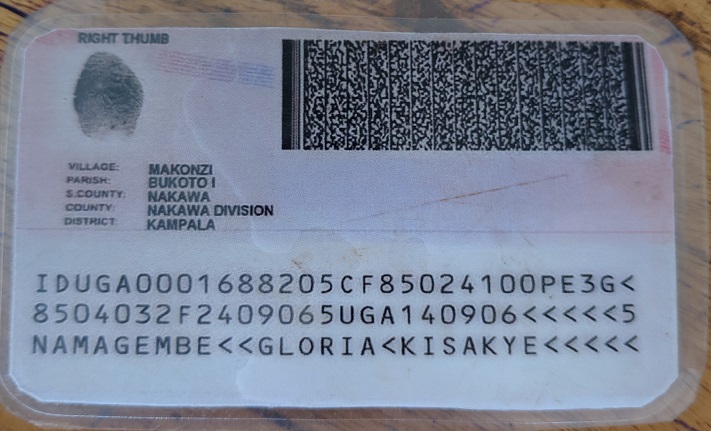 RIGHT THUMB
VILLAGE: MAKONZI
PARISH: BUKOTO I
S.COUNTY: NAKAWA
COUNTY: NAKAWA DIVISION
DISTRICT: KAMPALA
IDUGA0001688205CF85024100PE3G<
8504032F2409065UGA140906<<<<<5
NAMAGEMBE<<GLORIA<KISAKYE<<<<<